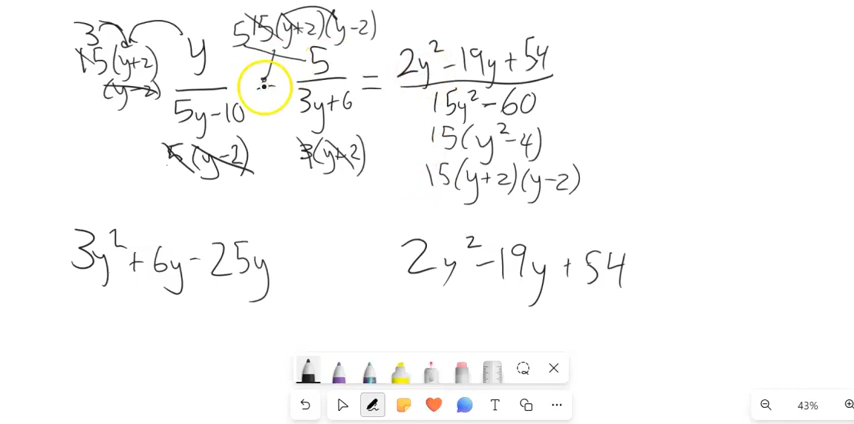 3 5 15(y+2)(y-2)
15(y+2)
(y-2)
y/(5y-10) - 5/(3y+6) = (2y² - 19y + 54)/(15y² - 60)
5(y-2) 3(y+2) 15(y²-4)
15(y+2)(y-2)
3y² + 6y - 25y 2y² - 19y + 54
T
43%